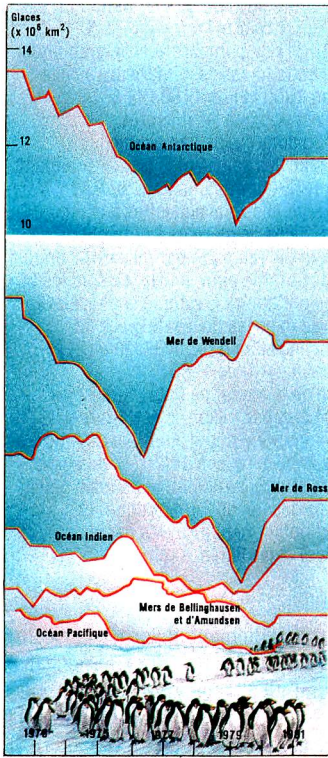 Glaces
(x 10⁶ km²)
14
12
Océan Antarctique
10
Mer de Wendell
Mer de Ross
Océan Indien
Mers de Bellinghausen
et d'Amundsen
Océan Pacifique
1973 1975 1977 1979 1981